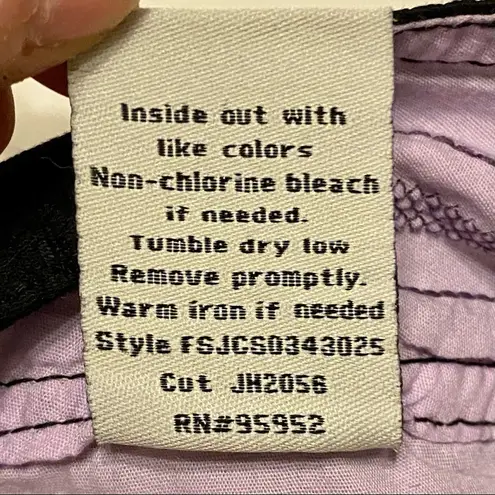 Inside out with
like colors
Non-chlorine bleach
if needed.
Tumble dry low
Remove promptly.
Warm iron if needed
Style FSJCS0343025
Cut JH2056
RN#95952